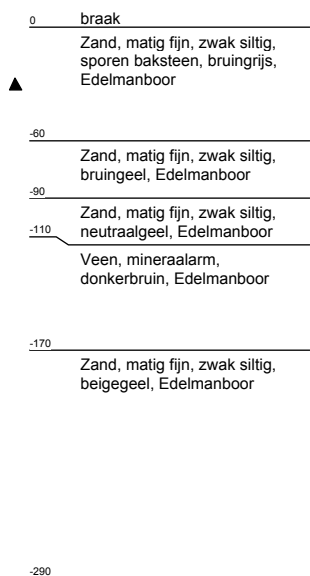 0 braak
Zand, matig fijn, zwak siltig,
sporen baksteen, bruingrijs,
Edelmanboor
-60
Zand, matig fijn, zwak siltig,
bruingeel, Edelmanboor
-90
Zand, matig fijn, zwak siltig,
neutraalgeel, Edelmanboor
-110
Veen, mineraalarm,
donkerbruin, Edelmanboor
-170
Zand, matig fijn, zwak siltig,
beigegeel, Edelmanboor
-290